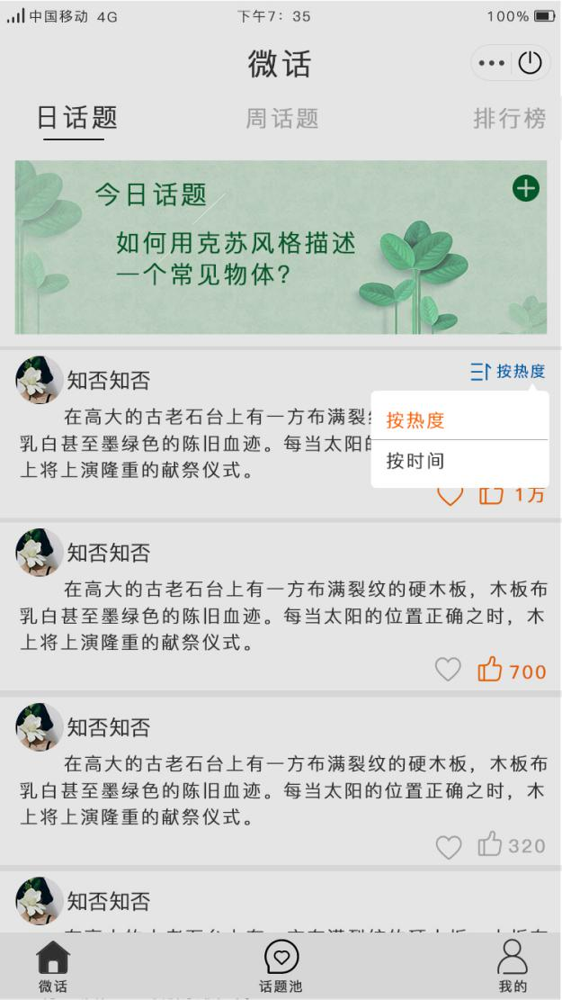 中国移动 4G 下午7：35 100%
微话
日话题 周话题 排行榜
今日话题
如何用克苏风格描述
一个常见物体？
知否知否 按热度
在高大的古老石台上有一方布满裂
乳白甚至墨绿色的陈旧血迹。每当太阳的
上将上演隆重的献祭仪式。
按热度
按时间
1万
知否知否
在高大的古老石台上有一方布满裂纹的硬木板，木板布
乳白甚至墨绿色的陈旧血迹。每当太阳的位置正确之时，木
上将上演隆重的献祭仪式。
700
知否知否
在高大的古老石台上有一方布满裂纹的硬木板，木板布
乳白甚至墨绿色的陈旧血迹。每当太阳的位置正确之时，木
上将上演隆重的献祭仪式。
320
知否知否
微话 话题池 我的